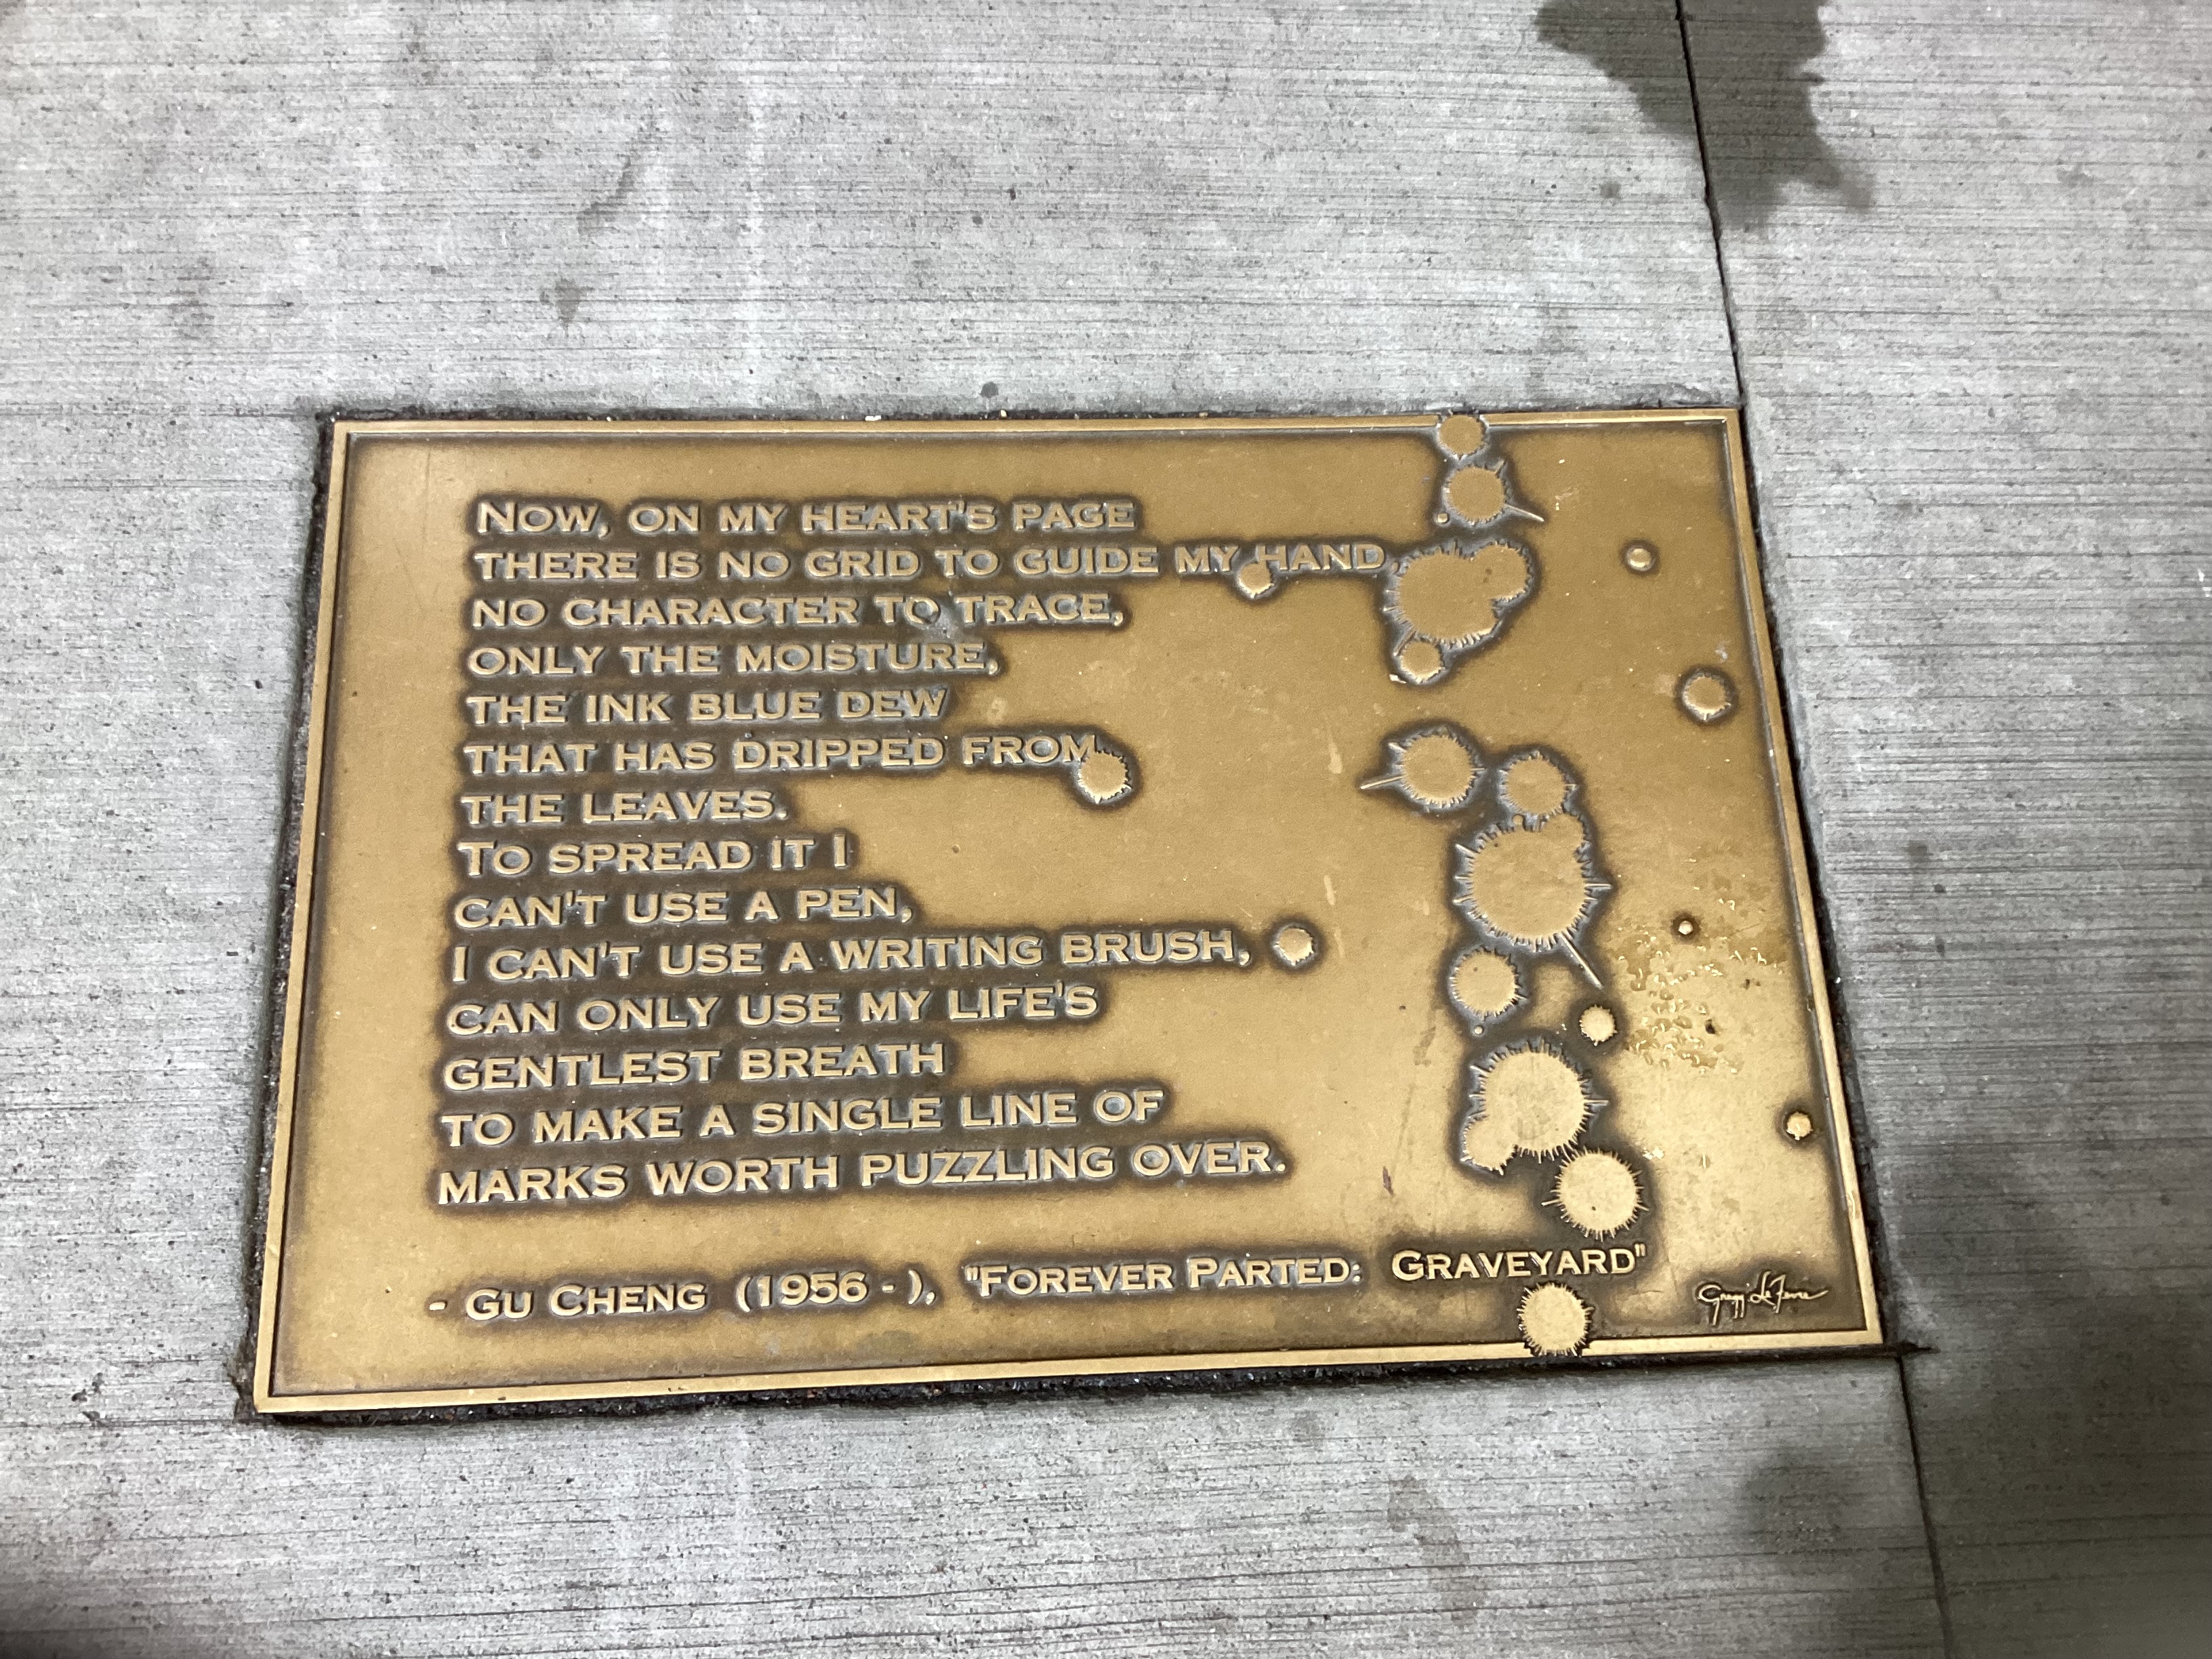 NOW, ON MY HEART'S PAGE
THERE IS NO GRID TO GUIDE MY HAND,
NO CHARACTER TO TRACE,
ONLY THE MOISTURE,
THE INK BLUE DEW
THAT HAS DRIPPED FROM
THE LEAVES.
TO SPREAD IT I
CAN'T USE A PEN,
I CAN'T USE A WRITING BRUSH,
CAN ONLY USE MY LIFE'S
GENTLEST BREATH
TO MAKE A SINGLE LINE OF
MARKS WORTH PUZZLING OVER.
- GU CHENG (1956 - ), "FOREVER PARTED: GRAVEYARD"
Gregg LeFevre